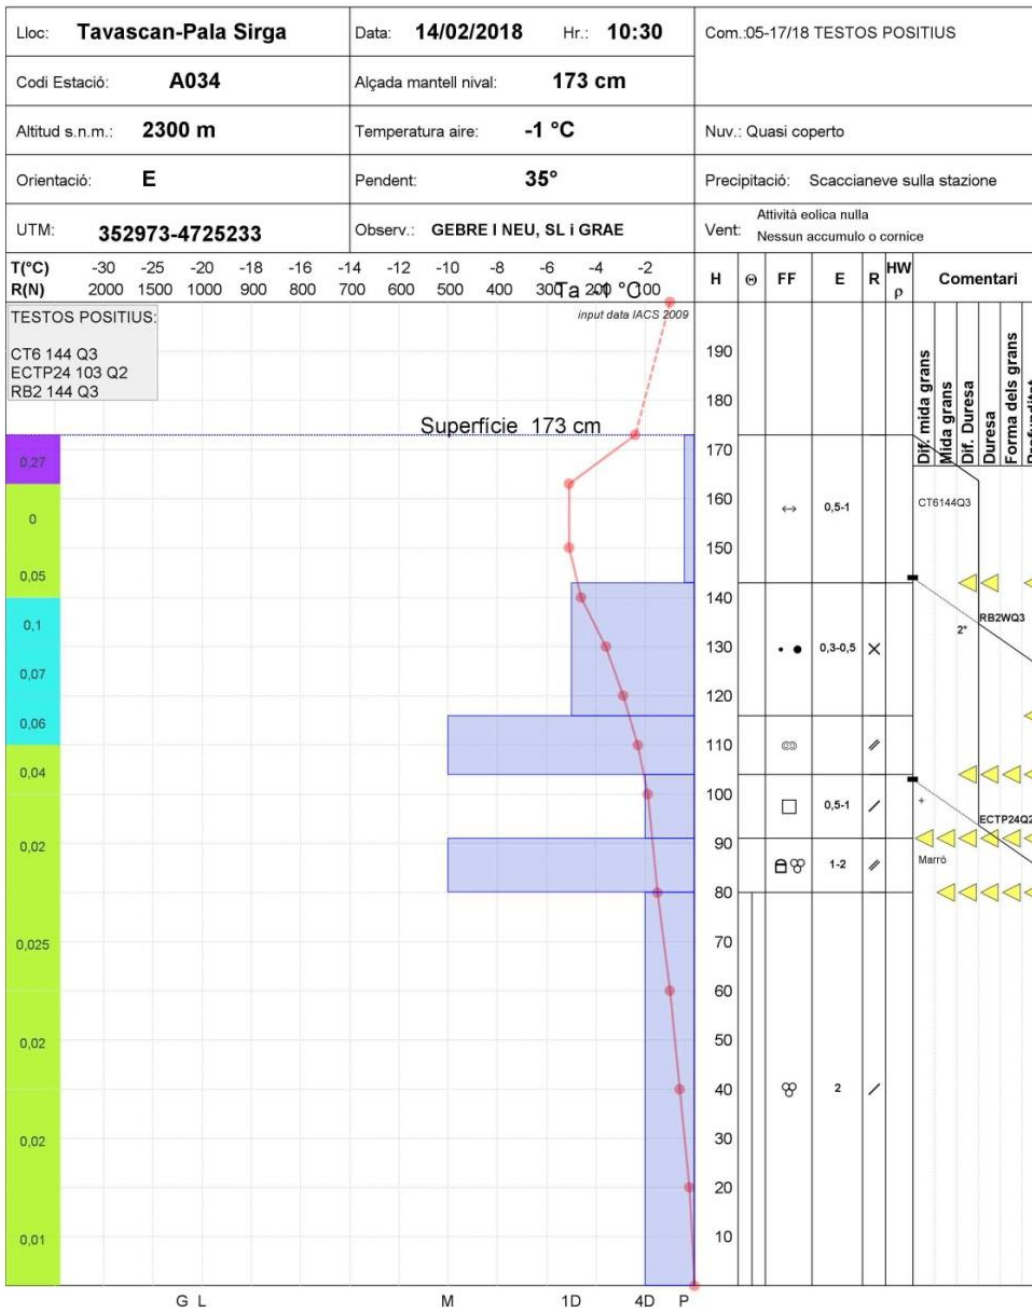 Lloc: Tavascan-Pala Sirga Data: 14/02/2018 Hr.: 10:30 Com.:05-17/18 TESTOS POSITIUS
Codi Estació: A034 Alçada mantell nival: 173 cm
Altitud s.n.m.: 2300 m Temperatura aire: -1 °C Nuv.: Quasi coperto
Orientació: E Pendent: 35° Precipitació: Scaccianeve sulla stazione
UTM: 352973-4725233 Observ.: GEBRE I NEU, SL i GRAE Vent: Attività eolica nulla
Nessun accumulo o cornice
T(°C) -30 -25 -20 -18 -16 -14 -12 -10 -8 -6 -4 -2 H Θ FF E R HW ρ Comentari
R(N) 2000 1500 1000 900 800 700 600 500 400 300 200 100
Ta -1 °C
input data IACS 2009
TESTOS POSITIUS:
CT6 144 Q3
ECTP24 103 Q2
RB2 144 Q3
Dif. mida grans
Mida grans
Dif. Duresa
Duresa
Forma dels grans
190
180
Superfície 173 cm
170
0,27
160
0 0,5-1 CT6144Q3
150
0,05
140
0,1 RB2WQ3
2°
130 0,3-0,5
0,07
120
0,06
110
0,04
100 0,5-1 +
ECTP24Q2
0,02 90
1-2 Marró
80
70
0,025
60
50
0,02
40 2
30
0,02
20
10
0,01
G L M 1D 4D P